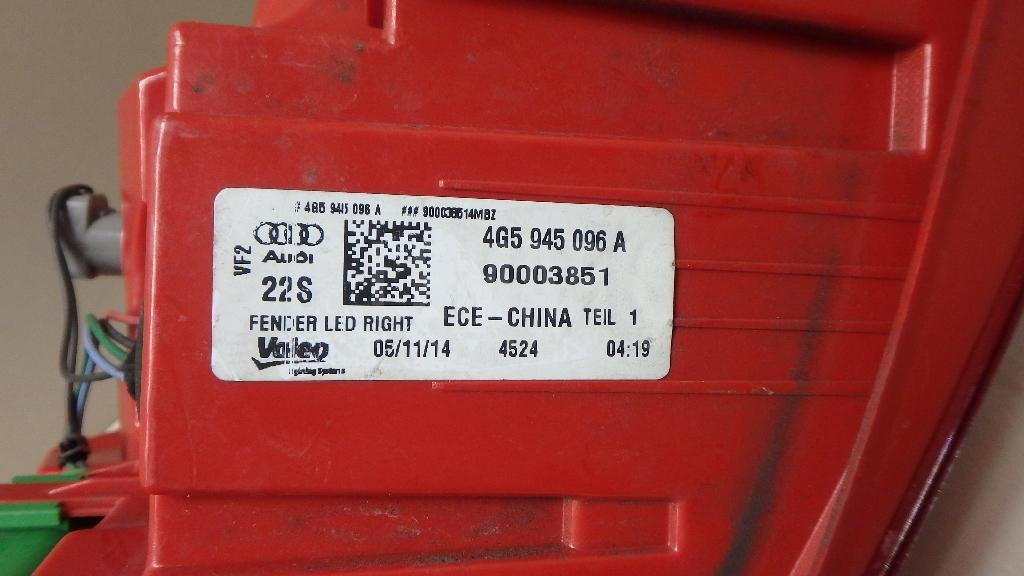 # 4G5 945 096 A ### 900038514MBZ
VF2
Audi
4G5 945 096 A
22S
90003851
FENDER LED RIGHT ECE-CHINA TEIL 1
Valeo 05/11/14 4524 04:19
Lighting Systems